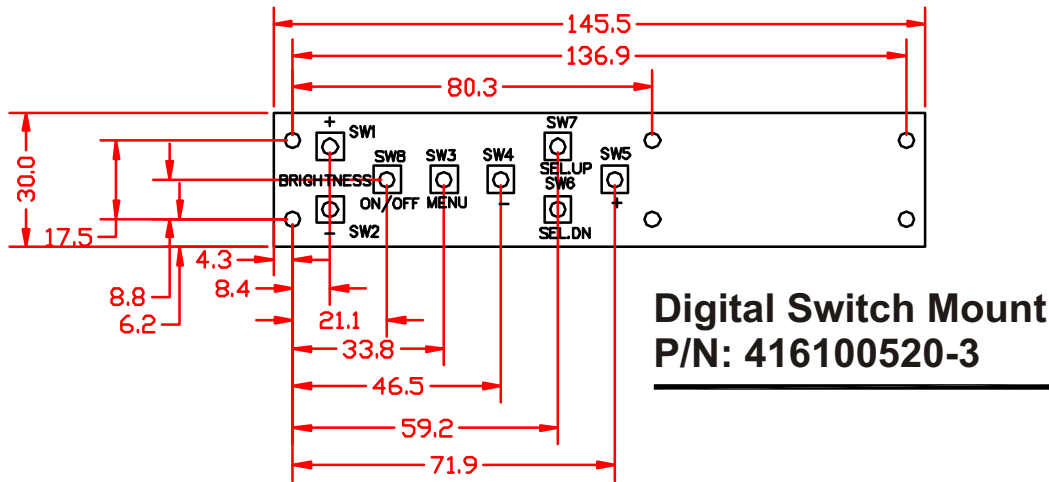 145.5
136.9
80.3
+
SW1
SW7
SW8
SW3
SW4
SEL.UP
SW5
BRIGHTNESS
SW6
ON/OFF
MENU
-
+
-
SW2
SEL.DN
30.0
17.5
4.3
8.4
8.8
6.2
21.1
33.8
46.5
59.2
71.9
Digital Switch Mount
P/N: 416100520-3